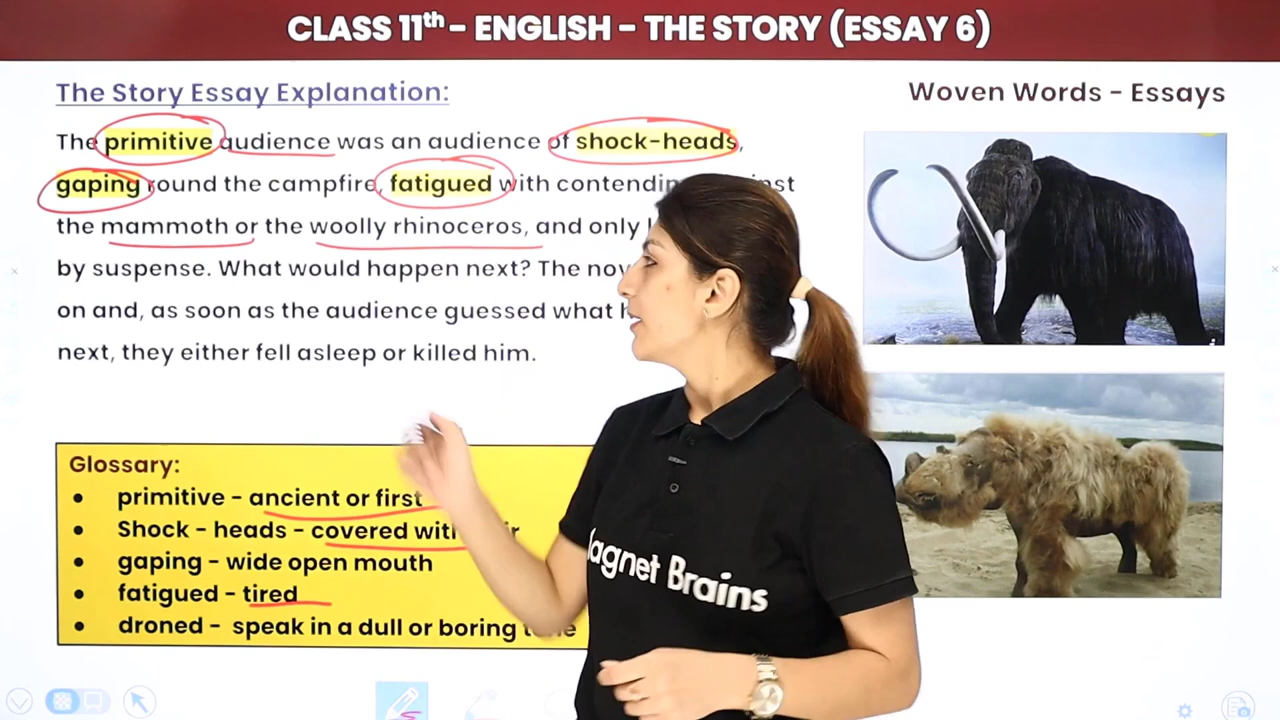 CLASS 11th - ENGLISH - THE STORY (ESSAY 6)
The Story Essay Explanation:
Woven Words - Essays
The primitive audience was an audience of shock-heads,
gaping round the campfire, fatigued with
the mammoth or the woolly rhinoceros, and only
by suspense. What would happen next? The
on and, as soon as the audience guessed what
next, they either fell asleep or killed him.
Glossary:
• primitive - ancient or first
• Shock - heads - covered with
• gaping - wide open mouth
• fatigued - tired
• droned - speak in a dull or boring
Magnet Brains